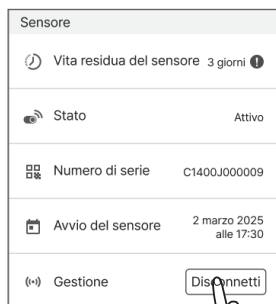 Sensore
Vita residua del sensore 3 giorni
Stato Attivo
Numero di serie C1400J000009
Avvio del sensore 2 marzo 2025
alle 17:30
Gestione Disconnetti